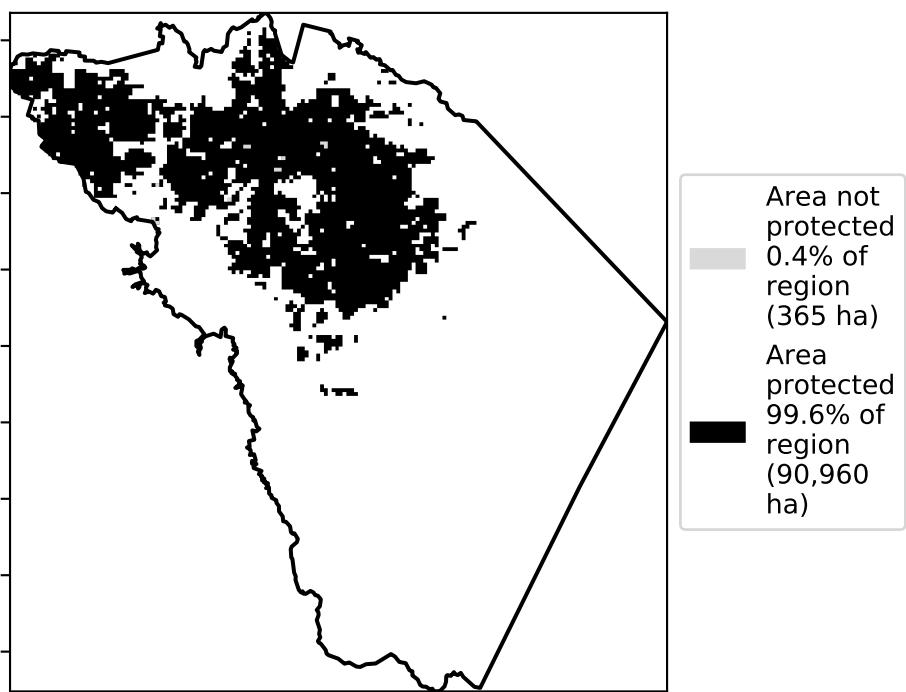 Area not
protected
0.4% of
region
(365 ha)
Area
protected
99.6% of
region
(90,960
ha)